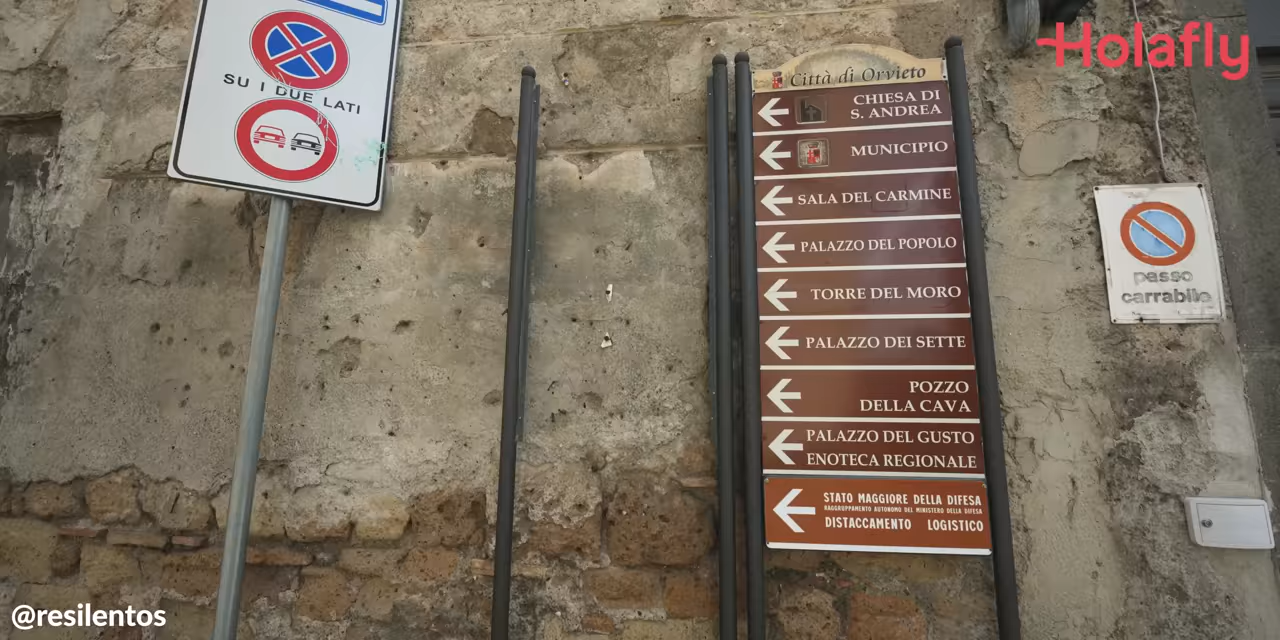 SU I DUE LATI
Città di Orvieto
CHIESA DI
S. ANDREA
MUNICIPIO
SALA DEL CARMINE
PALAZZO DEL POPOLO
TORRE DEL MORO
PALAZZO DEI SETTE
POZZO
DELLA CAVA
PALAZZO DEL GUSTO
ENOTECA REGIONALE
STATO MAGGIORE DELLA DIFESA
RAGGRUPPAMENTO AUTONOMO DEL MINISTERO DELLA DIFESA
DISTACCAMENTO LOGISTICO
Holafly
passo
carrabile
@resilentos